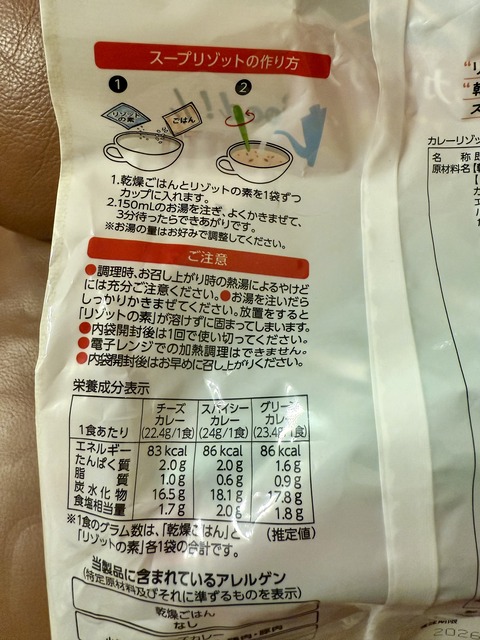 スープリゾットの作り方
1
2
リゾット
の素
ごはん
1.乾燥ごはんとリゾットの素を1袋ずつ
カップに入れます。
2.150mLのお湯を注ぎ、よくかきまぜて、
3分待ったらできあがりです。
※お湯の量はお好みで調整してください。
ご注意
●調理時、お召し上がり時の熱湯によるやけど
には充分ご注意ください。●お湯を注いだら
しっかりかきまぜてください。放置をすると
「リゾットの素」が溶けずに固まってしまいます。
●内袋開封後は1回で使い切ってください。
●電子レンジでの加熱調理はできません。
●内袋開封後はお早めに召し上がりください。
栄養成分表示
1食あたり チーズカレー(22.4g/1食) スパイシーカレー(24g/1食) グリーンカレー(23.4g/1食)
エネルギー 83 kcal 86 kcal 86 kcal
たんぱく質 2.0 g 2.0 g 1.6 g
脂質 1.0 g 0.6 g 0.9 g
炭水化物 16.5 g 18.1 g 17.8 g
食塩相当量 1.7 g 2.0 g 1.8 g
※1食のグラム数は、「乾燥ごはん」と (推定値)
「リゾットの素」各1袋の合計です。
当製品に含まれているアレルゲン
(特定原材料及びそれに準ずるものを表示)
乾燥ごはん
なし
カレーリゾッ
名 称
原材料名
2026